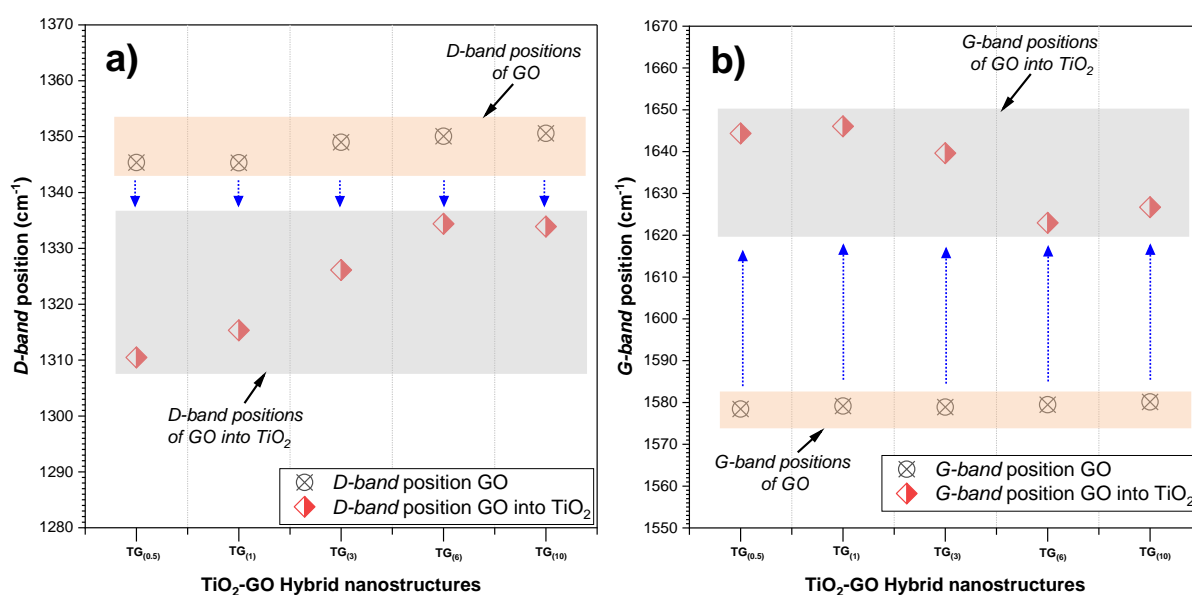 a)
D-band positions
of GO
D-band positions
of GO into TiO₂
D-band position GO
D-band position GO into TiO₂
1370
1360
1350
1340
1330
1320
1310
1300
1290
1280
D-band position (cm⁻¹)
TG₍₀.₅₎
TG₍₁₎
TG₍₃₎
TG₍₆₎
TG₍₁₀₎
TiO₂-GO Hybrid nanostructures
b)
G-band positions
of GO into TiO₂
G-band positions
of GO
G-band position GO
G-band position GO into TiO₂
1670
1660
1650
1640
1630
1620
1610
1600
1590
1580
1570
1560
1550
G-band position (cm⁻¹)
TG₍₀.₅₎
TG₍₁₎
TG₍₃₎
TG₍₆₎
TG₍₁₀₎
TiO₂-GO Hybrid nanostructures